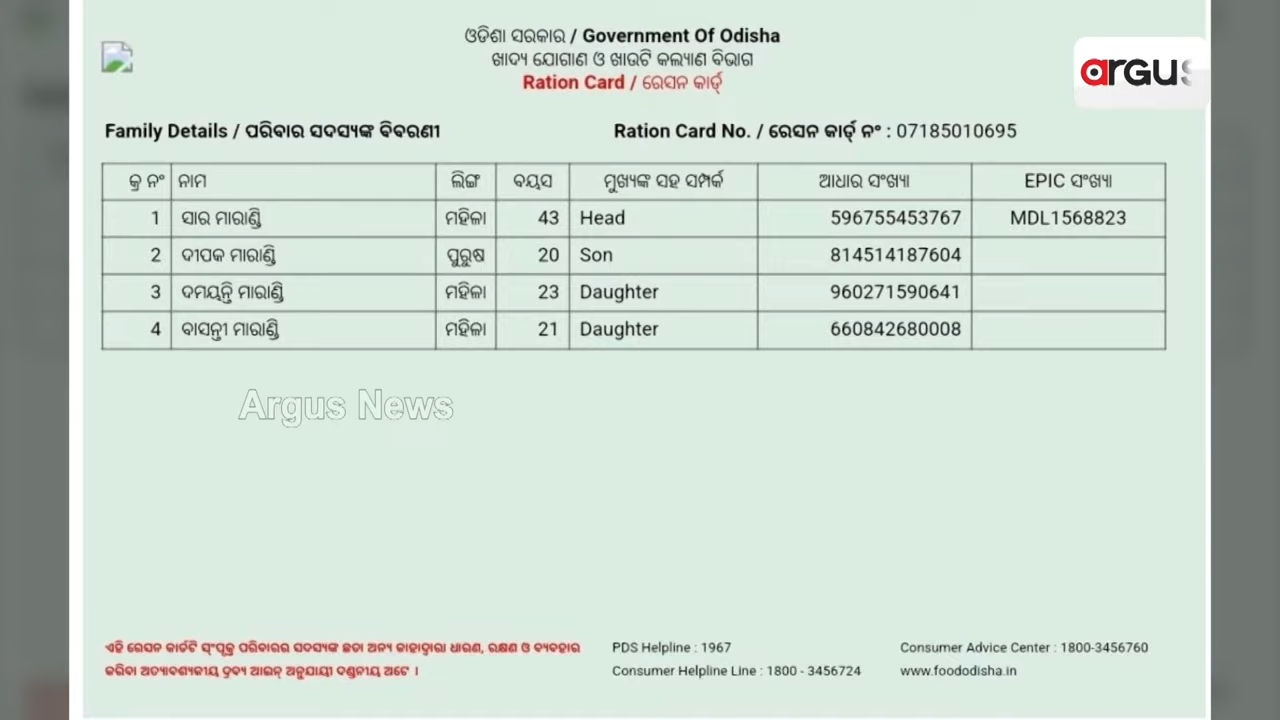 ଓଡିଶା ସରକାର / Government Of Odisha
ଖାଦ୍ୟ ଯୋଗାଣ ଓ ଖାଉଟି କଲ୍ୟାଣ ବିଭାଗ
Ration Card / ରେସନ କାର୍ଡ୍
argus
Family Details / ପରିବାର ସଦସ୍ୟଙ୍କ ବିବରଣୀ Ration Card No. / ରେସନ କାର୍ଡ୍ ନଂ : 07185010695
କ୍ର ନଂ ନାମ ଲିଙ୍ଗ ବୟସ ମୁଖ୍ୟଙ୍କ ସହ ସମ୍ପର୍କ ଆଧାର ସଂଖ୍ୟା EPIC ସଂଖ୍ୟା
1 ସାର ମାରାଣ୍ଡି ମହିଳା 43 Head 596755453767 MDL1568823
2 ଦୀପକ ମାରାଣ୍ଡି ପୁରୁଷ 20 Son 814514187604
3 ଦମୟନ୍ତି ମାରାଣ୍ଡି ମହିଳା 23 Daughter 960271590641
4 ବାସନ୍ତୀ ମାରାଣ୍ଡି ମହିଳା 21 Daughter 660842680008
Argus News
ଏହି ରେସନ କାର୍ଡଟି ସଂପୃକ୍ତ ପରିବାରର ସଦସ୍ୟଙ୍କ ଛଡା ଅନ୍ୟ କାହାଦ୍ୱାରା ଧାରଣ, ରକ୍ଷଣ ଓ ବ୍ୟବହାର
କରିବା ଅତ୍ୟାବଶ୍ୟକୀୟ ଦ୍ରବ୍ୟ ଆଇନ୍ ଅନୁଯାୟୀ ଦଣ୍ଡନୀୟ ଅଟେ ।
PDS Helpline : 1967
Consumer Helpline Line : 1800 - 3456724
Consumer Advice Center : 1800-3456760
www.foododisha.in